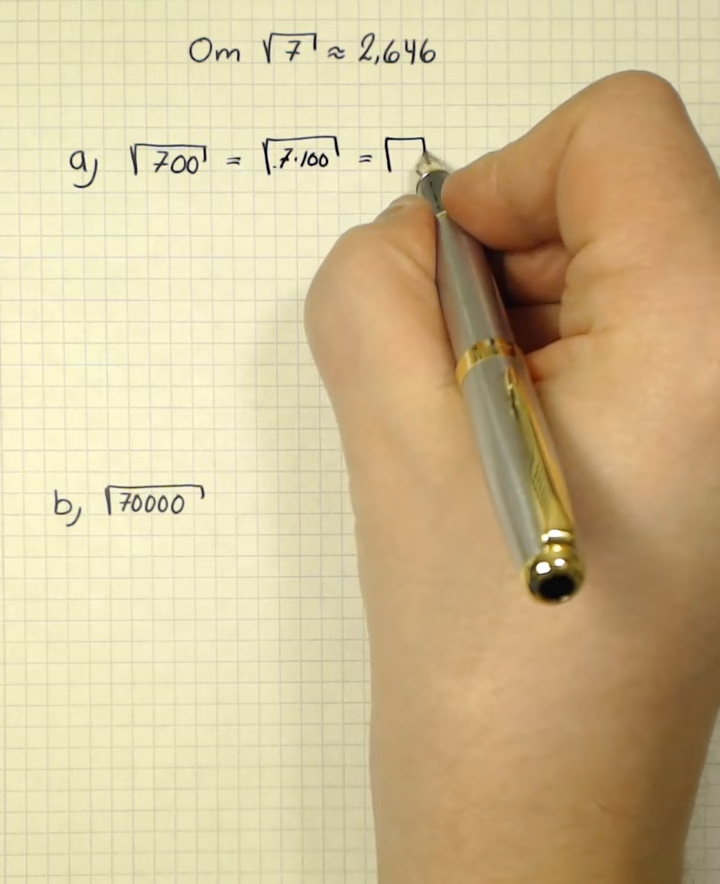 Om √7 ≈ 2,646
a) √700 = √7·100 = √
b) √70000